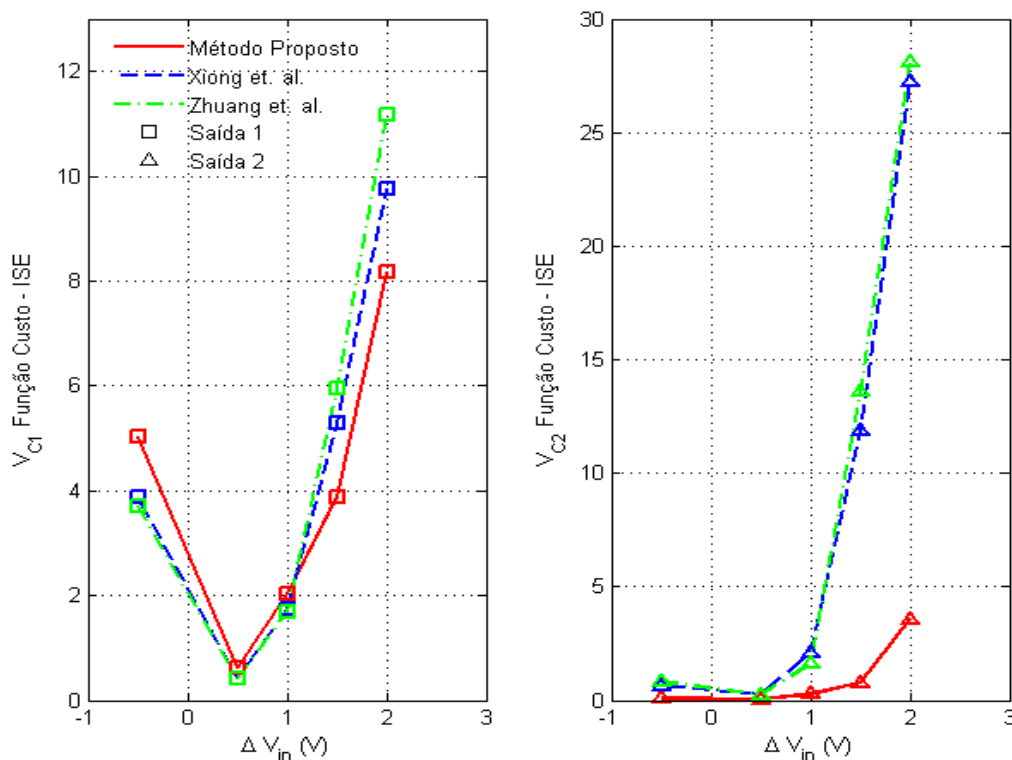 Método Proposto
Xiong et. al.
Zhuang et. al.
Saída 1
Saída 2
V_C1 Função Custo - ISE
12
10
8
6
4
2
0
-1
0
1
2
3
Δ V_in (V)
V_C2 Função Custo - ISE
30
25
20
15
10
5
0
-1
0
1
2
3
Δ V_in (V)